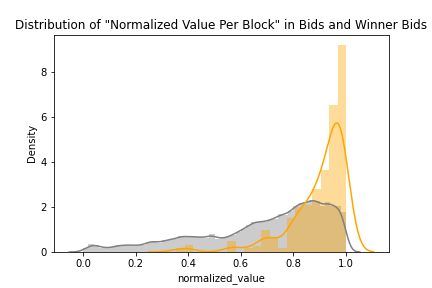 Distribution of "Normalized Value Per Block" in Bids and Winner Bids
Density
8
6
4
2
0
0.0 0.2 0.4 0.6 0.8 1.0
normalized_value